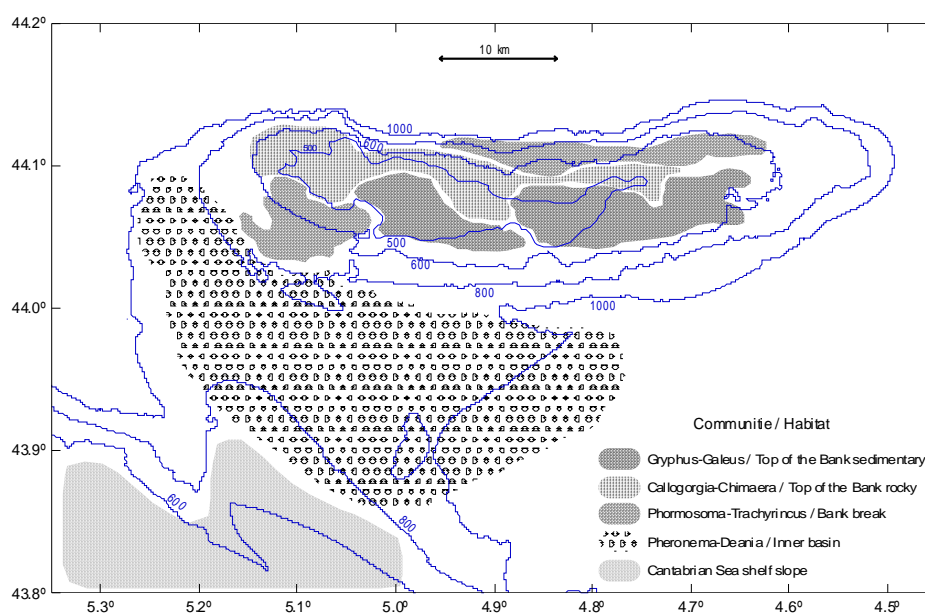 44.2º
10 km
1000
600
500
44.1º
500
600
800
1000
44.0º
Communitie / Habitat
43.9º
Gryphus-Galeus / Top of the Bank sedimentary
Callogorgia-Chimaera / Top of the Bank rocky
600
Phormosoma-Trachyrincus / Bank break
800
Pheronema-Deania / Inner basin
Cantabrian Sea shelf slope
43.8
5.3º
5.2º
5.1º
5.0º
4.9º
4.8º
4.7º
4.6º
4.5º